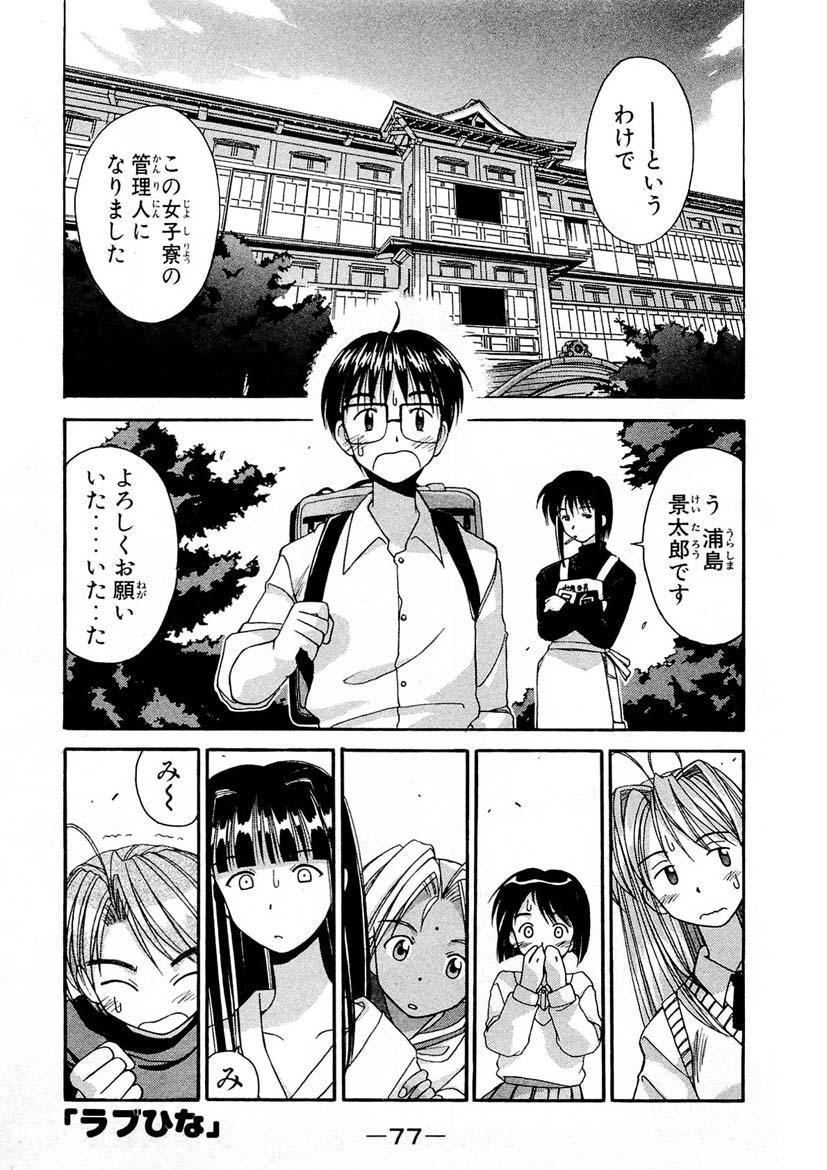 ――という
わけで
この女子寮の
管理人に
なりました
う 浦島
景太郎です
よろしくお願い
いた‥‥いた‥た
み
み〜
「ラブひな」
―77―